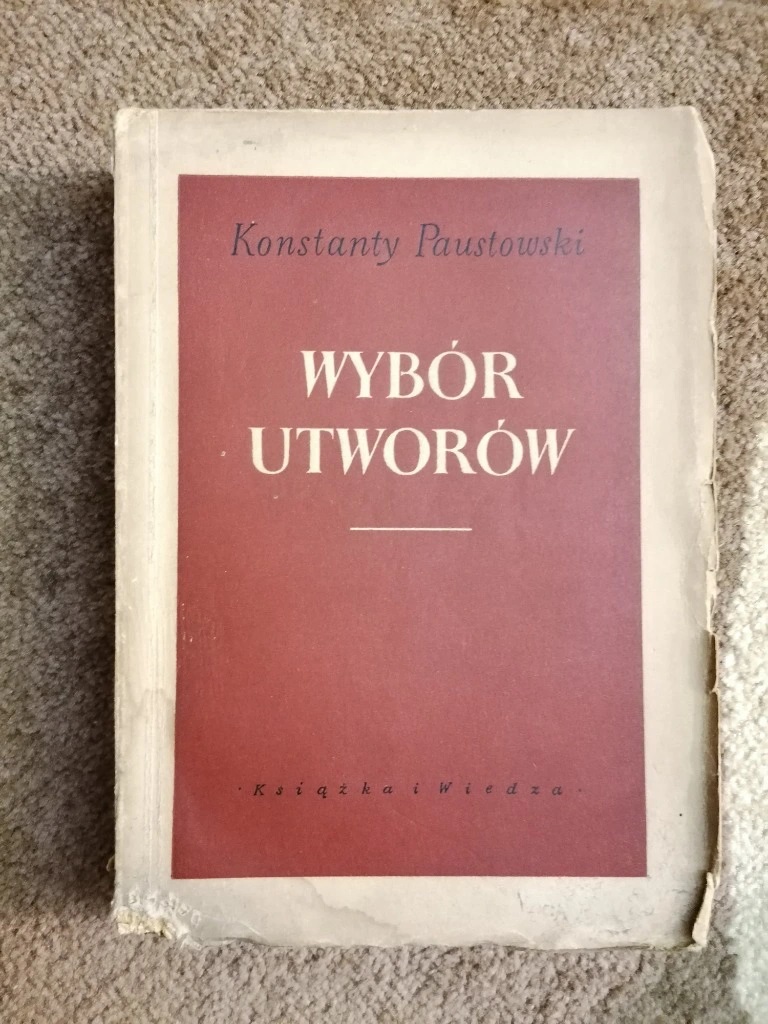 Konstanty Paustowski
WYBÓR
UTWORÓW
· Książka i Wiedza ·